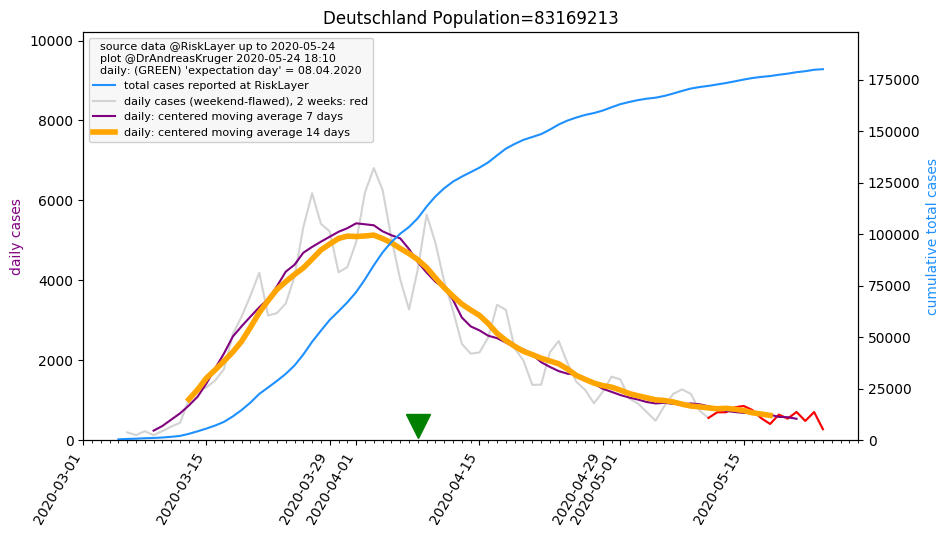 Deutschland Population=83169213
source data @RiskLayer up to 2020-05-24
plot @DrAndreasKruger 2020-05-24 18:10
daily: (GREEN) 'expectation day' = 08.04.2020
total cases reported at RiskLayer
daily cases (weekend-flawed), 2 weeks: red
daily: centered moving average 7 days
daily: centered moving average 14 days
daily cases
10000
8000
6000
4000
2000
0
cumulative total cases
175000
150000
125000
100000
75000
50000
25000
0
2020-03-01
2020-03-15
2020-03-29
2020-04-01
2020-04-15
2020-04-29
2020-05-01
2020-05-15